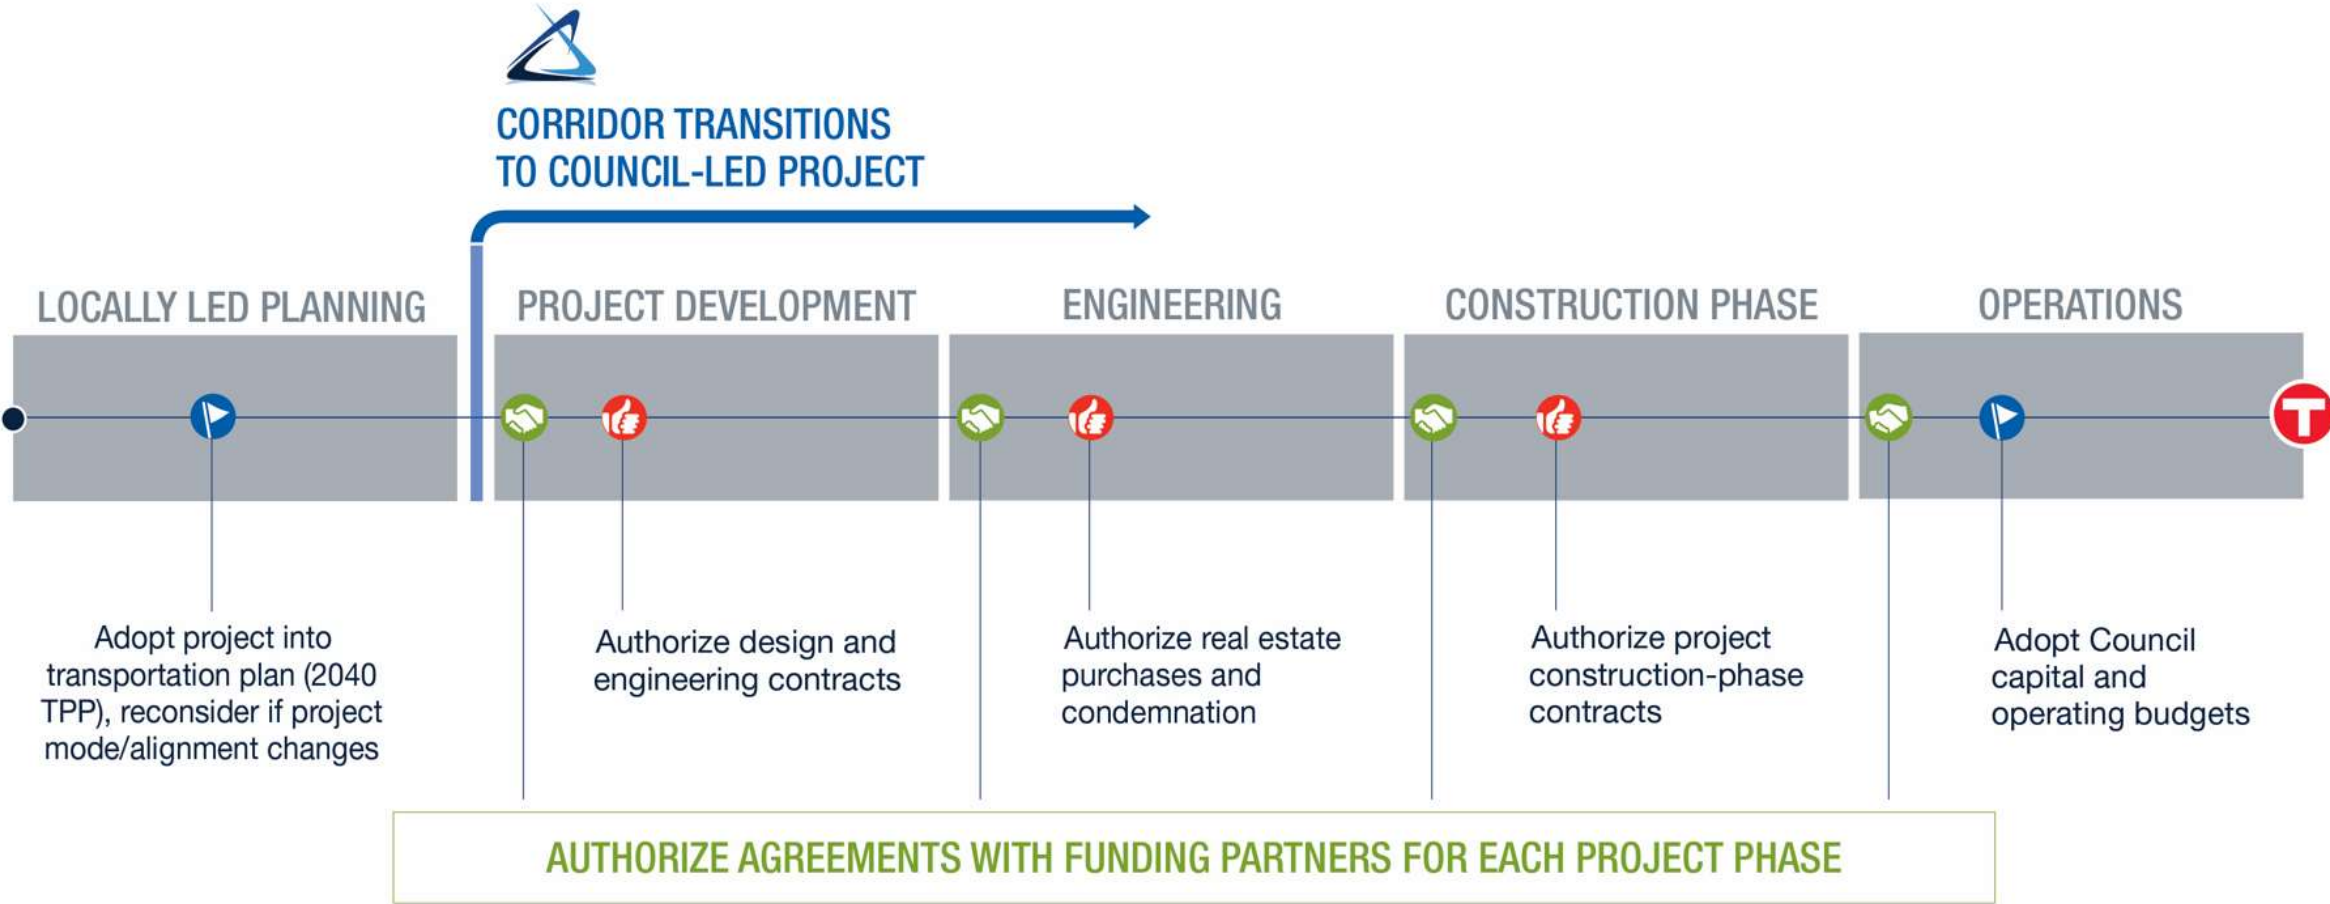 CORRIDOR TRANSITIONS
TO COUNCIL-LED PROJECT
LOCALLY LED PLANNING
PROJECT DEVELOPMENT
ENGINEERING
CONSTRUCTION PHASE
OPERATIONS
T
Adopt project into
transportation plan (2040
TPP), reconsider if project
mode/alignment changes
Authorize design and
engineering contracts
Authorize real estate
purchases and
condemnation
Authorize project
construction-phase
contracts
Adopt Council
capital and
operating budgets
AUTHORIZE AGREEMENTS WITH FUNDING PARTNERS FOR EACH PROJECT PHASE